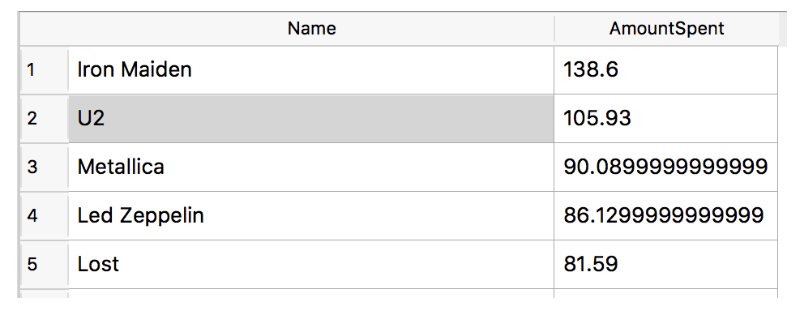 Name AmountSpent
1 Iron Maiden 138.6
2 U2 105.93
3 Metallica 90.0899999999999
4 Led Zeppelin 86.1299999999999
5 Lost 81.59